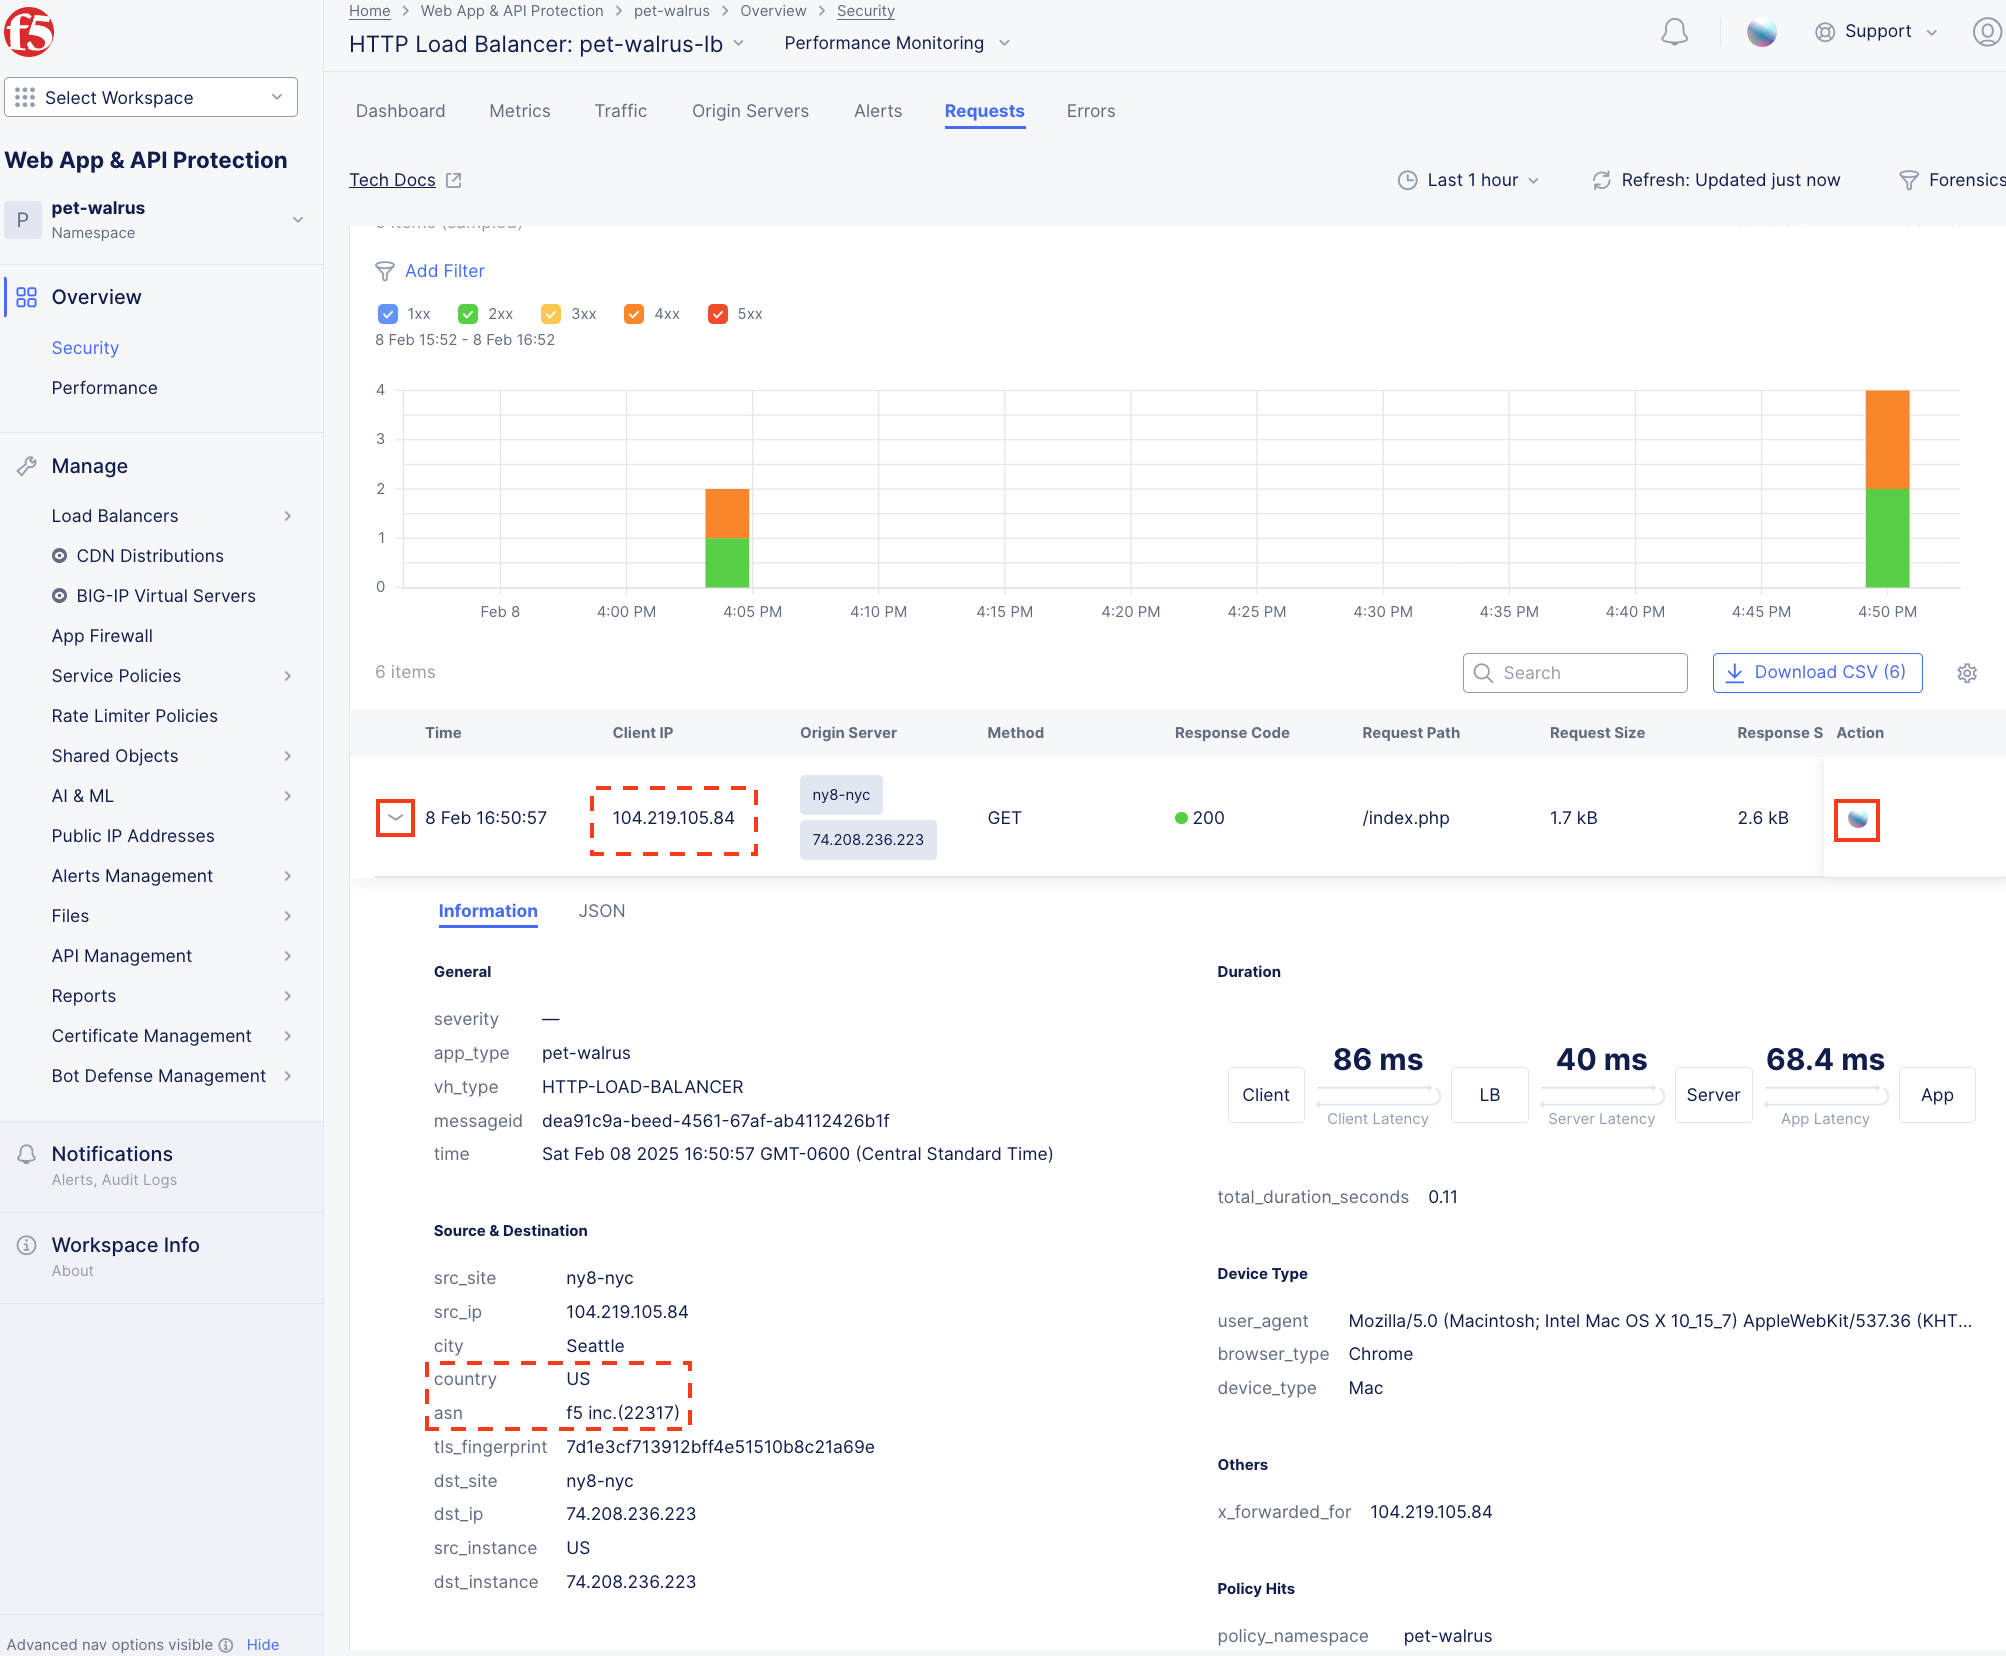 f5
Home > Web App & API Protection > pet-walrus > Overview > Security
HTTP Load Balancer: pet-walrus-lb
Performance Monitoring
Support
Select Workspace
Web App & API Protection
P
pet-walrus
Namespace
Overview
Security
Performance
Manage
Load Balancers
CDN Distributions
BIG-IP Virtual Servers
App Firewall
Service Policies
Rate Limiter Policies
Shared Objects
AI & ML
Public IP Addresses
Alerts Management
Files
API Management
Reports
Certificate Management
Bot Defense Management
Notifications
Alerts, Audit Logs
Workspace Info
About
Advanced nav options visible Hide
Dashboard Metrics Traffic Origin Servers Alerts Requests Errors
Tech Docs
Last 1 hour
Refresh: Updated just now
Forensics
items (sampled)
Add Filter
1xx 2xx 3xx 4xx 5xx
8 Feb 15:52 - 8 Feb 16:52
4
3
2
1
0
Feb 8 4:00 PM 4:05 PM 4:10 PM 4:15 PM 4:20 PM 4:25 PM 4:30 PM 4:35 PM 4:40 PM 4:45 PM 4:50 PM
6 items
Search
Download CSV (6)
Time Client IP Origin Server Method Response Code Request Path Request Size Response S Action
8 Feb 16:50:57 104.219.105.84 ny8-nyc 74.208.236.223 GET 200 /index.php 1.7 kB 2.6 kB
Information JSON
General
severity —
app_type pet-walrus
vh_type HTTP-LOAD-BALANCER
messageid dea91c9a-beed-4561-67af-ab4112426b1f
time Sat Feb 08 2025 16:50:57 GMT-0600 (Central Standard Time)
Source & Destination
src_site ny8-nyc
src_ip 104.219.105.84
city Seattle
country US
asn f5 inc.(22317)
tls_fingerprint 7d1e3cf713912bff4e51510b8c21a69e
dst_site ny8-nyc
dst_ip 74.208.236.223
src_instance US
dst_instance 74.208.236.223
Duration
86 ms 40 ms 68.4 ms
Client LB Server App
Client Latency Server Latency App Latency
total_duration_seconds 0.11
Device Type
user_agent Mozilla/5.0 (Macintosh; Intel Mac OS X 10_15_7) AppleWebKit/537.36 (KHT...
browser_type Chrome
device_type Mac
Others
x_forwarded_for 104.219.105.84
Policy Hits
policy_namespace pet-walrus